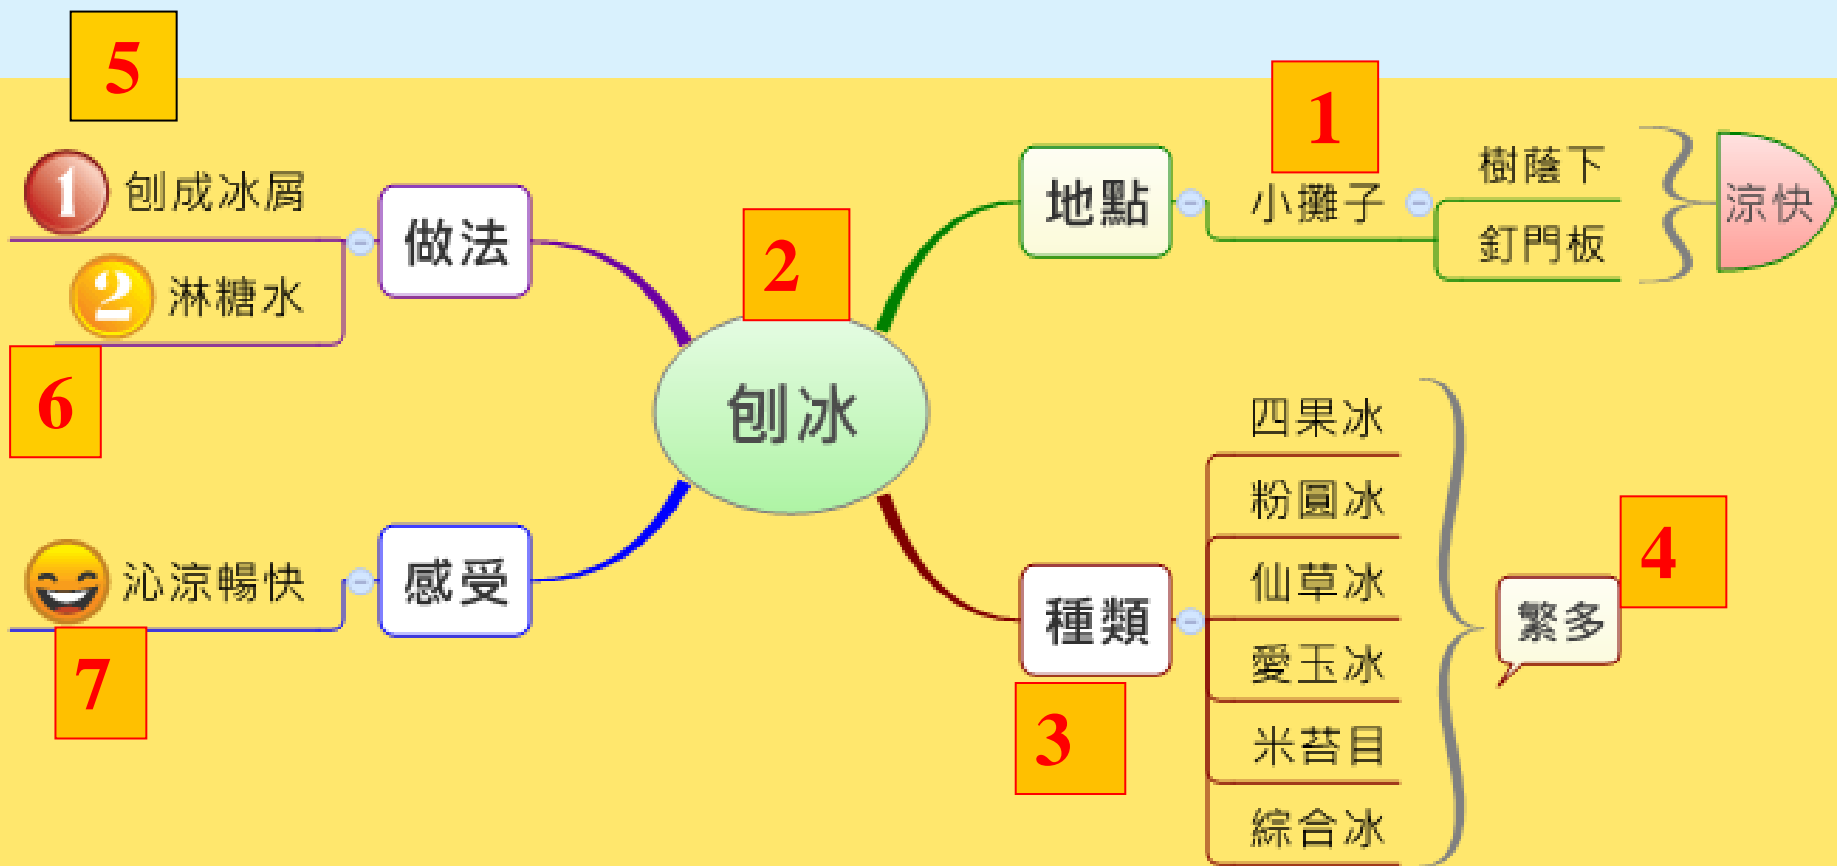 5
1
刨成冰屑
2
淋糖水
6
做法
2
刨冰
地點
1
小攤子
樹蔭下
釘門板
涼快
沁涼暢快
7
感受
種類
3
四果冰
粉圓冰
仙草冰
愛玉冰
米苔目
綜合冰
繁多
4